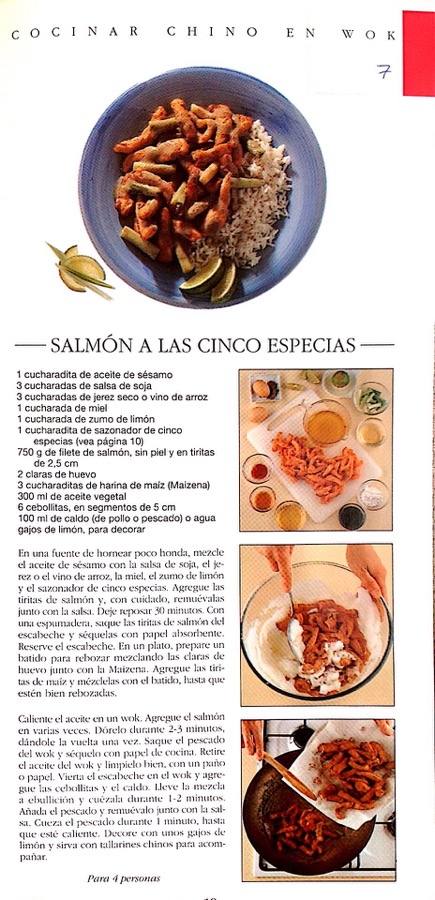 COCINAR CHINO EN WOK
7
SALMÓN A LAS CINCO ESPECIAS
1 cucharadita de aceite de sésamo
3 cucharadas de salsa de soja
3 cucharadas de jerez seco o vino de arroz
1 cucharada de miel
1 cucharada de zumo de limón
1 cucharadita de sazonador de cinco
especias (vea página 10)
750 g de filete de salmón, sin piel y en tiritas
de 2,5 cm
2 claras de huevo
3 cucharaditas de harina de maíz (Maizena)
300 ml de aceite vegetal
6 cebollitas, en segmentos de 5 cm
100 ml de caldo (de pollo o pescado) o agua
gajos de limón, para decorar
En una fuente de hornear poco honda, mezcle
el aceite de sésamo con la salsa de soja, el je-
rez o el vino de arroz, la miel, el zumo de limón
y el sazonador de cinco especias. Agregue las
tiritas de salmón y, con cuidado, remuévalas
junto con la salsa. Deje reposar 30 minutos. Con
una espumadera, saque las tiritas de salmón del
escabeche y séquelas con papel absorbente.
Reserve el escabeche. En un plato, prepare un
batido para rebozar mezclando las claras de
huevo junto con la Maizena. Agregue las tiri-
tas de maíz y mézclelas con el batido, hasta que
estén bien rebozadas.
Caliente el aceite en un wok. Agregue el salmón
en varias veces. Dórelo durante 2-3 minutos,
dándole la vuelta una vez. Saque el pescado
del wok y séquelo con papel de cocina. Retire
el aceite del wok y límpielo bien, con un paño
o papel. Vierta el escabeche en el wok y agre-
gue las cebollitas y el caldo. Lleve la mezcla
a ebullición y cuézala durante 1-2 minutos.
Añada el pescado y remuévalo junto con la sal-
sa. Cueza el pescado durante 1 minuto, hasta
que esté caliente. Decore con unos gajos de
limón y sirva con tallarines chinos para acom-
pañar.
Para 4 personas